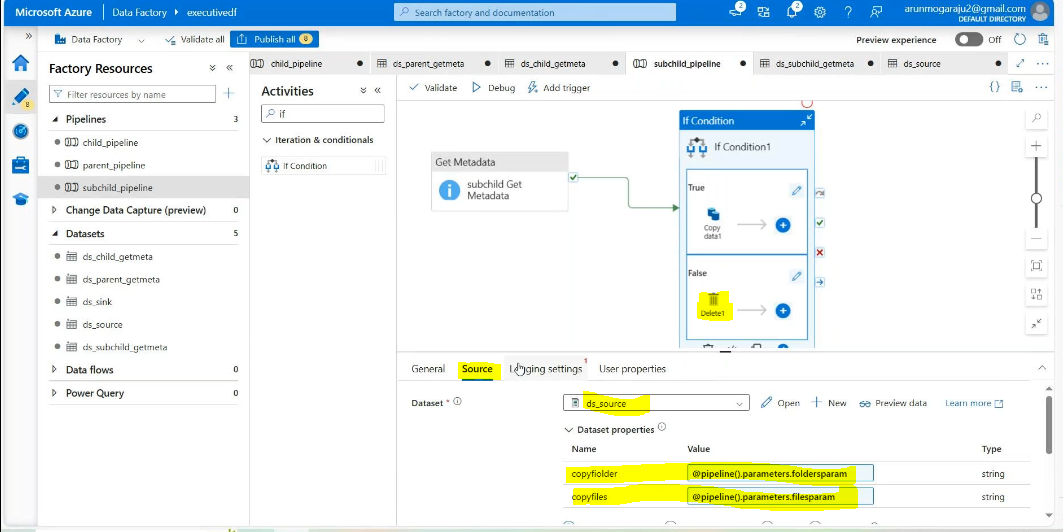 Microsoft Azure
Data Factory
executivedf
Search factory and documentation
2
2
arunmogaraju2@gmail.com
DEFAULT DIRECTORY
Data Factory
Validate all
Publish all 8
Preview experience
Off
8
Factory Resources
Filter resources by name
Pipelines 3
child_pipeline
parent_pipeline
subchild_pipeline
Change Data Capture (preview) 0
Datasets 5
ds_child_getmeta
ds_parent_getmeta
ds_sink
ds_source
ds_subchild_getmeta
Data flows 0
Power Query 0
child_pipeline
ds_parent_getmeta
ds_child_getmeta
subchild_pipeline
ds_subchild_getmeta
ds_source
Activities
if
Iteration & conditionals
If Condition
Validate
Debug
Add trigger
Get Metadata
subchild Get
Metadata
If Condition
If Condition1
True
Copy
data1
False
Delete1
General
Source
Logging settings 1
User properties
Dataset *
ds_source
Open
New
Preview data
Learn more
Dataset properties
Name Value Type
copyfiolder @pipeline().parameters.foldersparam string
copyfiles @pipeline().parameters.filesparam string